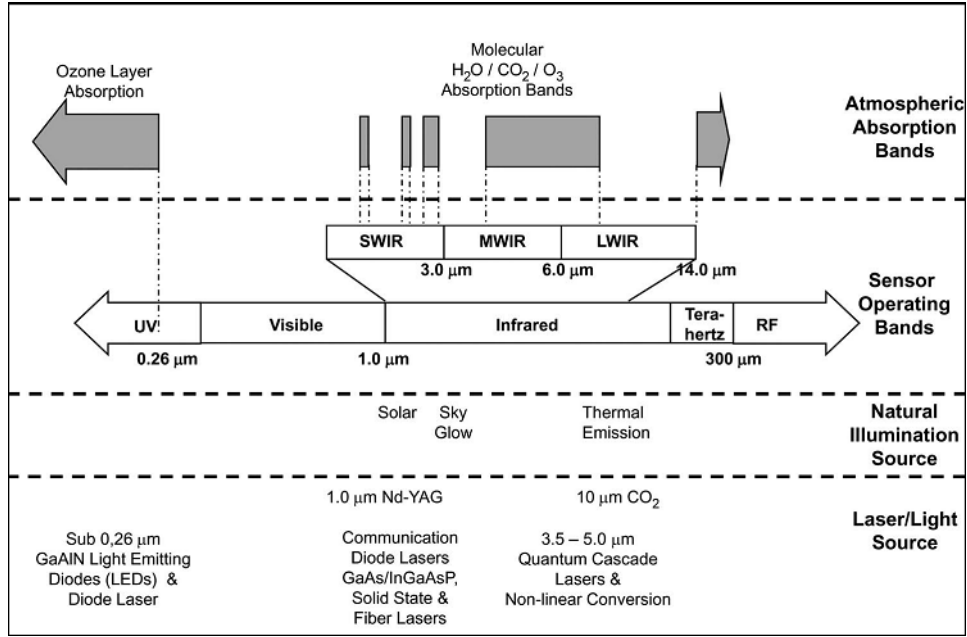 Ozone Layer
Absorption
Molecular
H₂O / CO₂ / O₃
Absorption Bands
Atmospheric
Absorption
Bands
SWIR
MWIR
LWIR
3.0 μm
6.0 μm
14.0 μm
Sensor
Operating
Bands
UV
Visible
Infrared
Tera-
hertz
RF
0.26 μm
1.0 μm
300 μm
Solar
Sky
Glow
Thermal
Emission
Natural
Illumination
Source
1.0 μm Nd-YAG
10 μm CO₂
Laser/Light
Source
Sub 0,26 μm
GaAlN Light Emitting
Diodes (LEDs) &
Diode Laser
Communication
Diode Lasers
GaAs/InGaAsP,
Solid State &
Fiber Lasers
3.5 – 5.0 μm
Quantum Cascade
Lasers &
Non-linear Conversion